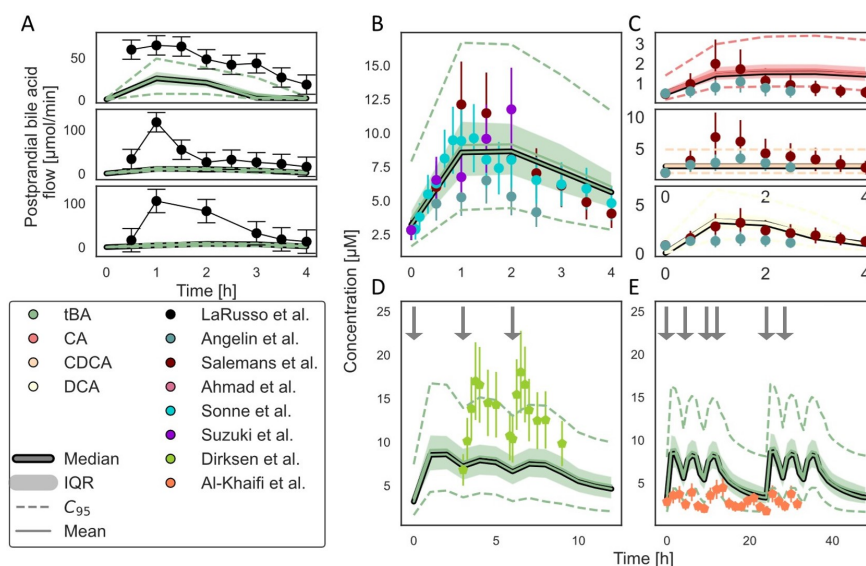 A
Postprandial bile acid
flow [µmol/min]
50
0
100
0
100
0
0
1
2
3
4
Time [h]
B
15.0
12.5
10.0
7.5
5.0
2.5
0
1
2
3
4
Concentration [µM]
C
3
2
1
10
5
0
0
2
4
5
0
0
2
4
tBA
CA
CDCA
DCA
Median
IQR
C95
Mean
LaRusso et al.
Angelin et al.
Salemans et al.
Ahmad et al.
Sonne et al.
Suzuki et al.
Dirksen et al.
Al-Khaifi et al.
D
25
20
15
10
5
0
5
10
E
25
20
15
10
5
0
20
40
Time [h]